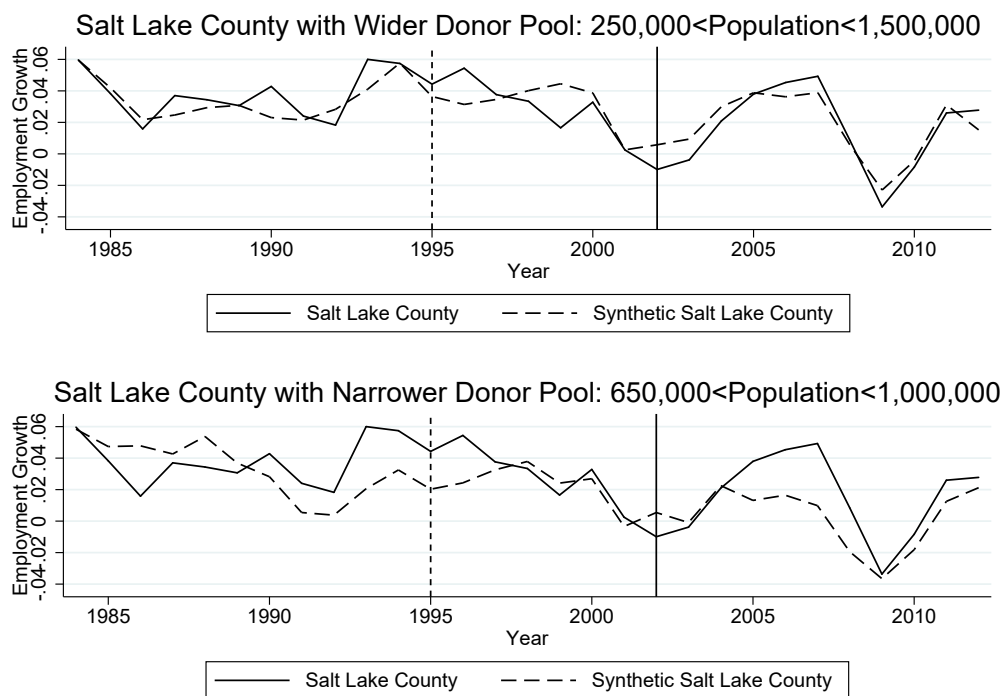 Salt Lake County with Wider Donor Pool: 250,000<Population<1,500,000
Employment Growth
.06
.04
.02
0
-.02
-.04
1985 1990 1995 2000 2005 2010
Year
Salt Lake County Synthetic Salt Lake County
Salt Lake County with Narrower Donor Pool: 650,000<Population<1,000,000
Employment Growth
.06
.04
.02
0
-.02
-.04
1985 1990 1995 2000 2005 2010
Year
Salt Lake County Synthetic Salt Lake County